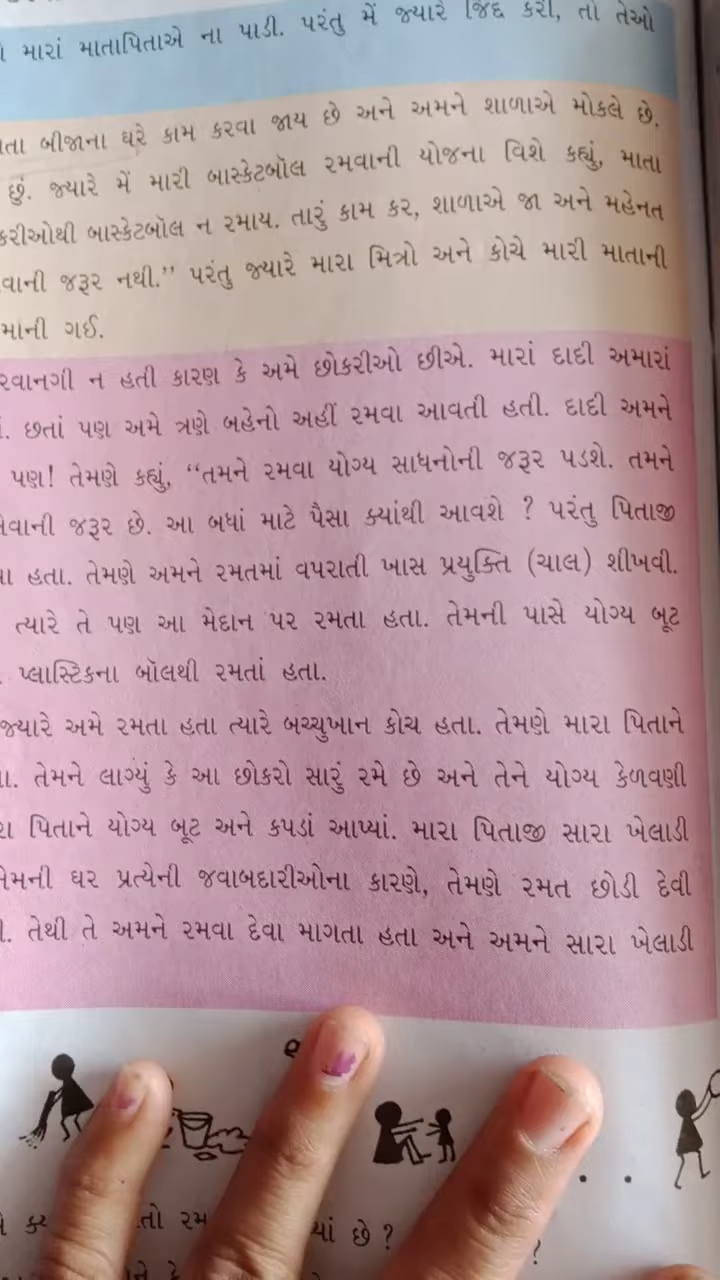 મારાં માતાપિતાએ ના પાડી. પરંતુ મેં જ્યારે જિદ્દ કરી, તો તેઓ
બીજાના ઘરે કામ કરવા જાય છે અને અમને શાળાએ મોકલે છે.
છું. જ્યારે મેં મારી બાસ્કેટબૉલ રમવાની યોજના વિશે કહ્યું, માતા
કરીઓથી બાસ્કેટબૉલ ન રમાય. તારું કામ કર, શાળાએ જા અને મહેનત
વાની જરૂર નથી.” પરંતુ જ્યારે મારા મિત્રો અને કોચે મારી માતાની
માની ગઈ.
રવાનગી ન હતી કારણ કે અમે છોકરીઓ છીએ. મારાં દાદી અમારાં
. છતાં પણ અમે ત્રણે બહેનો અહીં રમવા આવતી હતી. દાદી અમને
પણ! તેમણે કહ્યું, “તમને રમવા યોગ્ય સાધનોની જરૂર પડશે. તમને
વાની જરૂર છે. આ બધાં માટે પૈસા ક્યાંથી આવશે ? પરંતુ પિતાજી
હતા. તેમણે અમને રમતમાં વપરાતી ખાસ પ્રયુક્તિ (ચાલ) શીખવી.
ત્યારે તે પણ આ મેદાન પર રમતા હતા. તેમની પાસે યોગ્ય બૂટ
. પ્લાસ્ટિકના બૉલથી રમતાં હતા.
જ્યારે અમે રમતા હતા ત્યારે બચ્ચુખાન કોચ હતા. તેમણે મારા પિતાને
. તેમને લાગ્યું કે આ છોકરો સારું રમે છે અને તેને યોગ્ય કેળવણી
પિતાને યોગ્ય બૂટ અને કપડાં આપ્યાં. મારા પિતાજી સારા ખેલાડી
મની ઘર પ્રત્યેની જવાબદારીઓના કારણે, તેમણે રમત છોડી દેવી
. તેથી તે અમને રમવા દેવા માગતા હતા અને અમને સારા ખેલાડી
છે ?